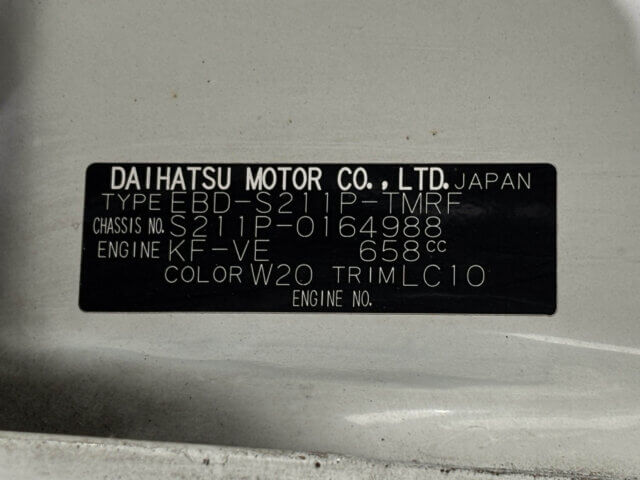 DAIHATSU MOTOR CO., LTD. JAPAN
TYPE EBD-S211P-TMRF
CHASSIS NO. S211P-0164988
ENGINE KF-VE 658cc
COLOR W20 TRIM LC10
ENGINE NO.